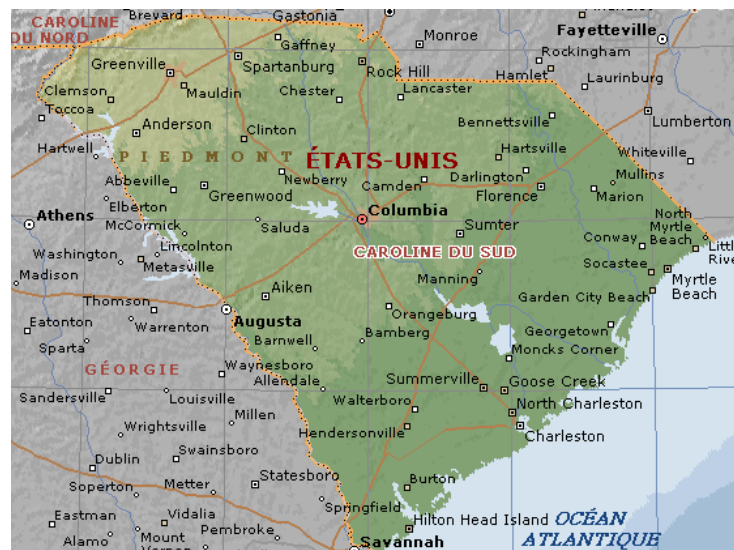 Brevard
Gastonia
CAROLINE
DU NORD
Gaffney
Monroe
Fayetteville
Greenville
Spartanburg
Rock Hill
Rockingham
Hamlet
Clemson
Mauldin
Chester
Lancaster
Laurinburg
Toccoa
Anderson
Clinton
Bennettsville
Lumberton
Hartwell
PIEDMONT
ÉTATS-UNIS
Hartsville
Whiteville
Abbeville
Newberry
Camden
Darlington
Mullins
Elberton
Greenwood
Florence
Marion
Athens
McCormick
Saluda
Columbia
Sumter
North
Myrtle
Beach
Conway
Washington
Lincolnton
CAROLINE DU SUD
Little
River
Metasville
Manning
Socastee
Madison
Aiken
Myrtle
Beach
Thomson
Garden City Beach
Eatonton
Warrenton
Augusta
Orangeburg
Georgetown
Sparta
Barnwell
Bamberg
Moncks Corner
GÉORGIE
Waynesboro
Allendale
Summerville
Goose Creek
Sandersville
Louisville
Walterboro
North Charleston
Wrightsville
Millen
Hendersonville
Charleston
Dublin
Swainsboro
Statesboro
Burton
Soperton
Metter
Springfield
Eastman
Vidalia
Hilton Head Island
OCÉAN
ATLANTIQUE
Alamo
Mount
Vernon
Pembroke
Savannah